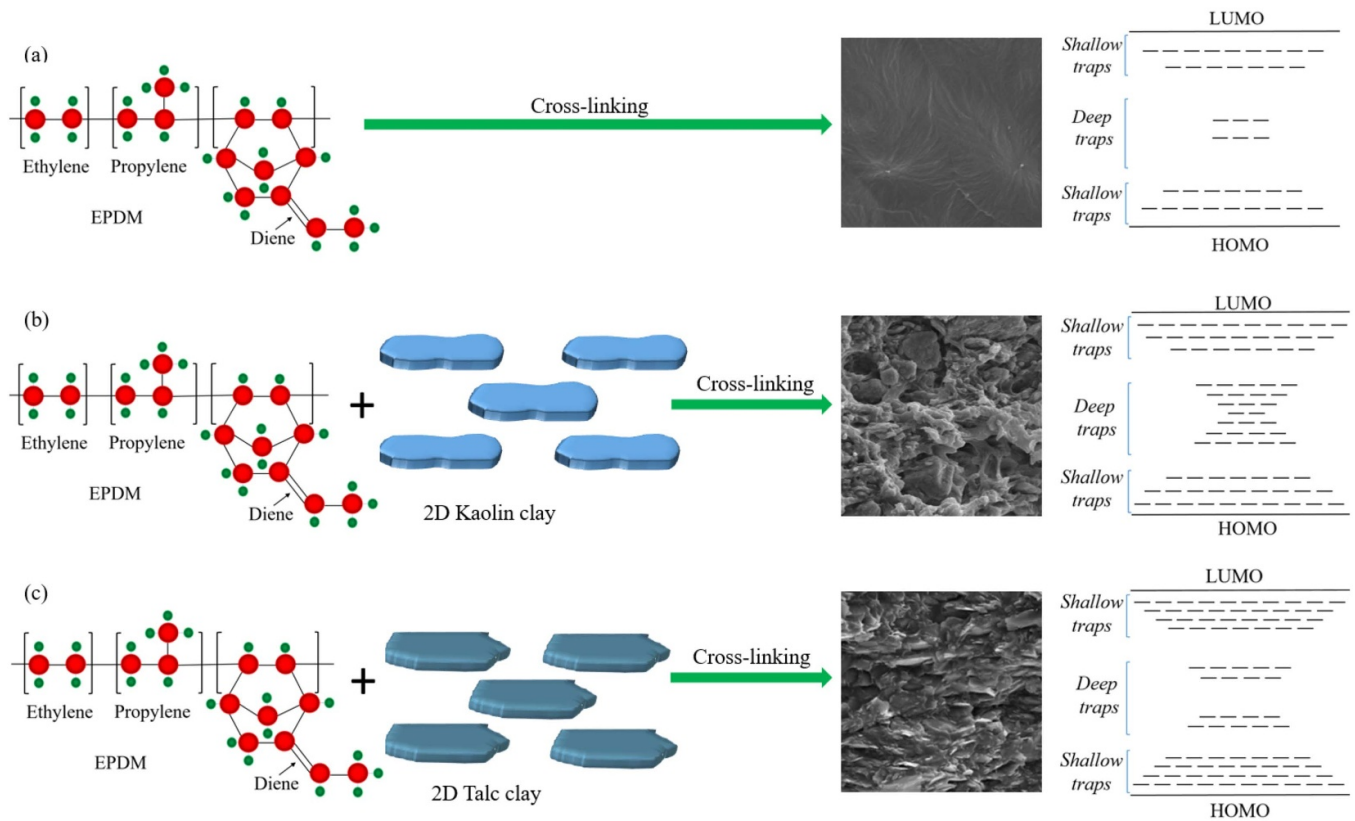 (a)
Ethylene
Propylene
EPDM
Diene
Cross-linking
LUMO
Shallow
traps
Deep
traps
Shallow
traps
HOMO
(b)
Ethylene
Propylene
EPDM
Diene
+
2D Kaolin clay
Cross-linking
LUMO
Shallow
traps
Deep
traps
Shallow
traps
HOMO
(c)
Ethylene
Propylene
EPDM
Diene
+
2D Talc clay
Cross-linking
LUMO
Shallow
traps
Deep
traps
Shallow
traps
HOMO